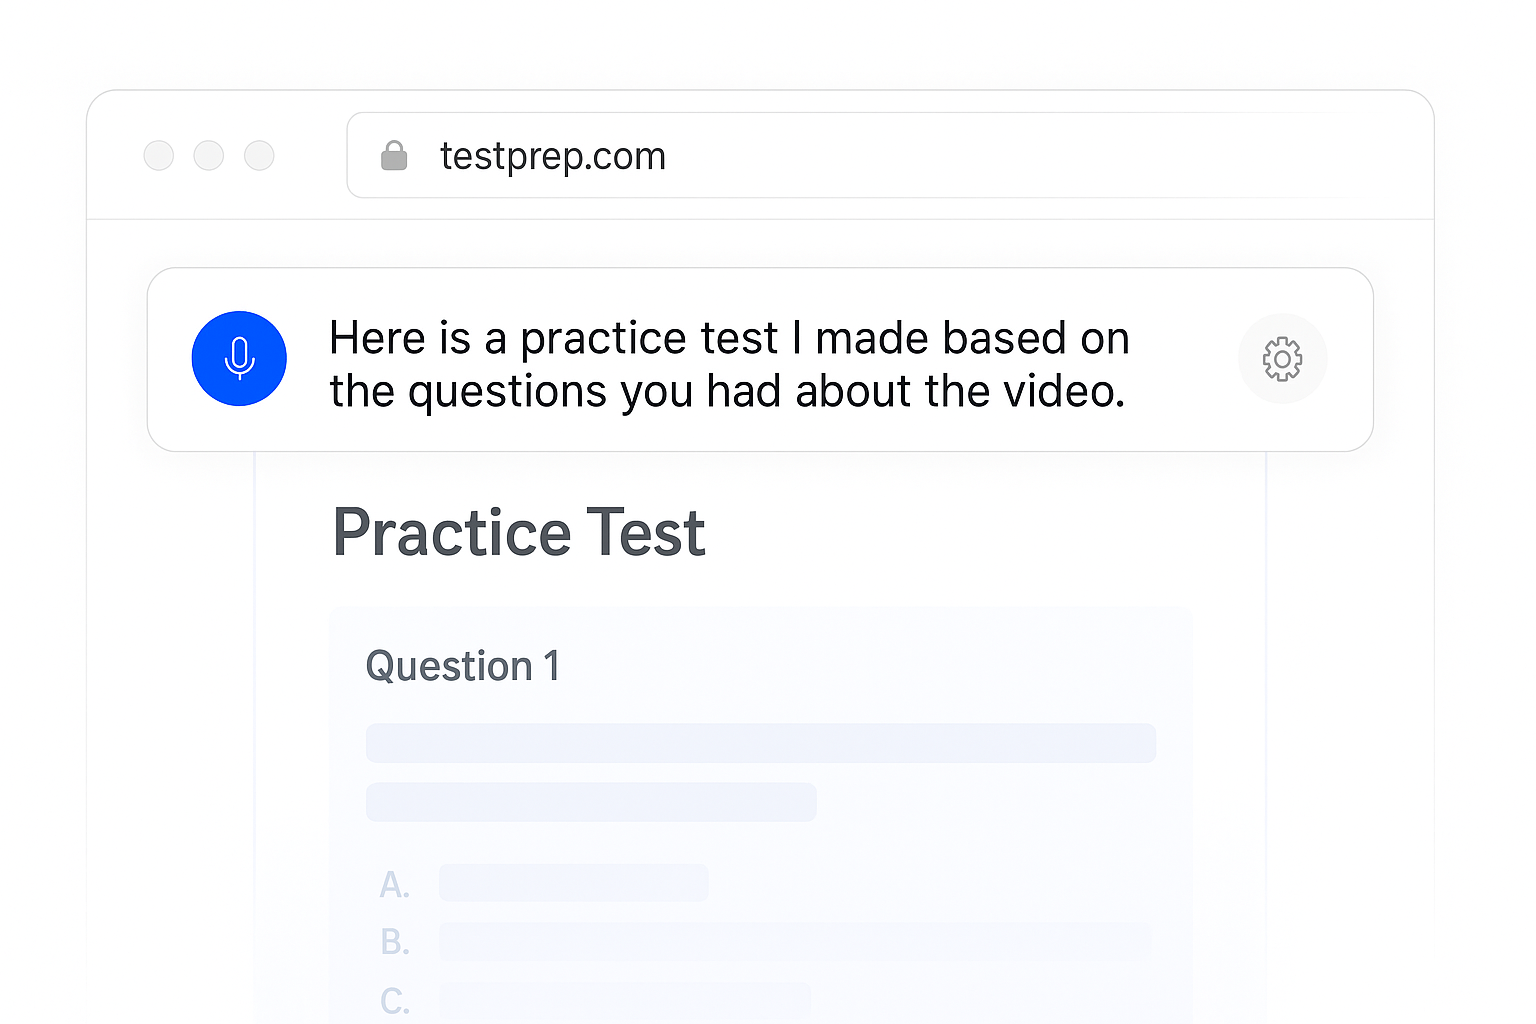 testprep.com
Here is a practice test I made based on
the questions you had about the video.
Practice Test
Question 1
A.
B.
C.